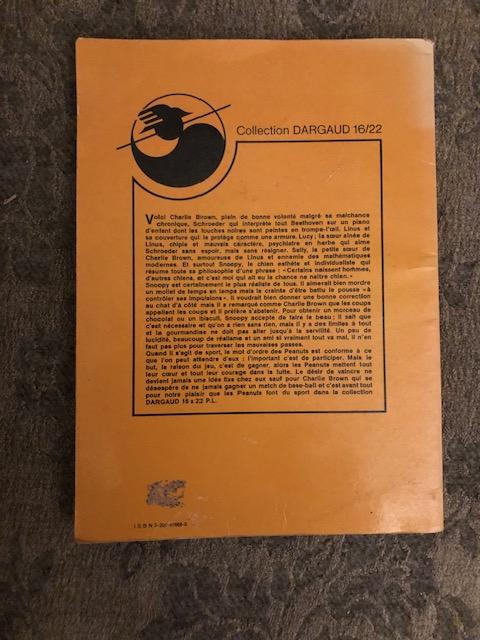 Collection DARGAUD 16/22
Voici Charlie Brown, plein de bonne volonté malgré sa malchance
chronique, Schroeder qui interprète tout Beethoven sur un piano
d'enfant dont les touches noires sont peintes en trompe-l'œil. Linus et
sa couverture qui le protège comme une armure. Lucy ; la sœur aînée de
Linus, chipie et mauvais caractère, psychiatre en herbe qui aime
Schroeder sans espoir, mais sans résigner. Sally, la petite sœur de
Charlie Brown, amoureuse de Linus et ennemie des mathématiques
modernes. Et surtout Snoopy, le chien esthète et individualiste qui
résume toute sa philosophie d'une phrase : « Certains naissent hommes,
d'autres chiens, et c'est moi qui ait eu la chance de naître chien. »
Snoopy est certainement le plus réaliste de tous. Il aimerait bien mordre
un mollet de temps en temps mais la crainte d'être battu le pousse « à
contrôler ses impulsions ». Il voudrait bien donner une bonne correction
au chat d'à côté mais il a remarqué comme Charlie Brown que les coups
appellent les coups et il préfère s'abstenir. Pour obtenir un morceau de
chocolat ou un biscuit, Snoopy accepte de faire le beau ; il sait que
c'est nécessaire et qu'on a rien sans rien, mais il y a des limites à tout
et la gourmandise ne doit pas aller jusqu'à la servilité. Un peu de
lucidité, beaucoup de réalisme et un ami si vraiment tout va mal, il n'en
faut pas plus pour traverser les mauvaises passes.
Quand il s'agit de sport, le mot d'ordre des Peanuts est conforme à ce
que l'on peut attendre d'eux : l'important c'est de participer. Mais le
but, la raison du jeu, c'est de gagner, alors les Peanuts mettent tout
leur cœur et tout leur courage dans la lutte. Le désir de vaincre ne
devient jamais une idée fixe chez eux sauf pour Charlie Brown qui se
désespère de ne jamais gagner un match de base-ball et c'est avant tout
pour notre plaisir que les Peanuts font du sport dans la collection
DARGAUD 16 x 22 P.L.
ISBN